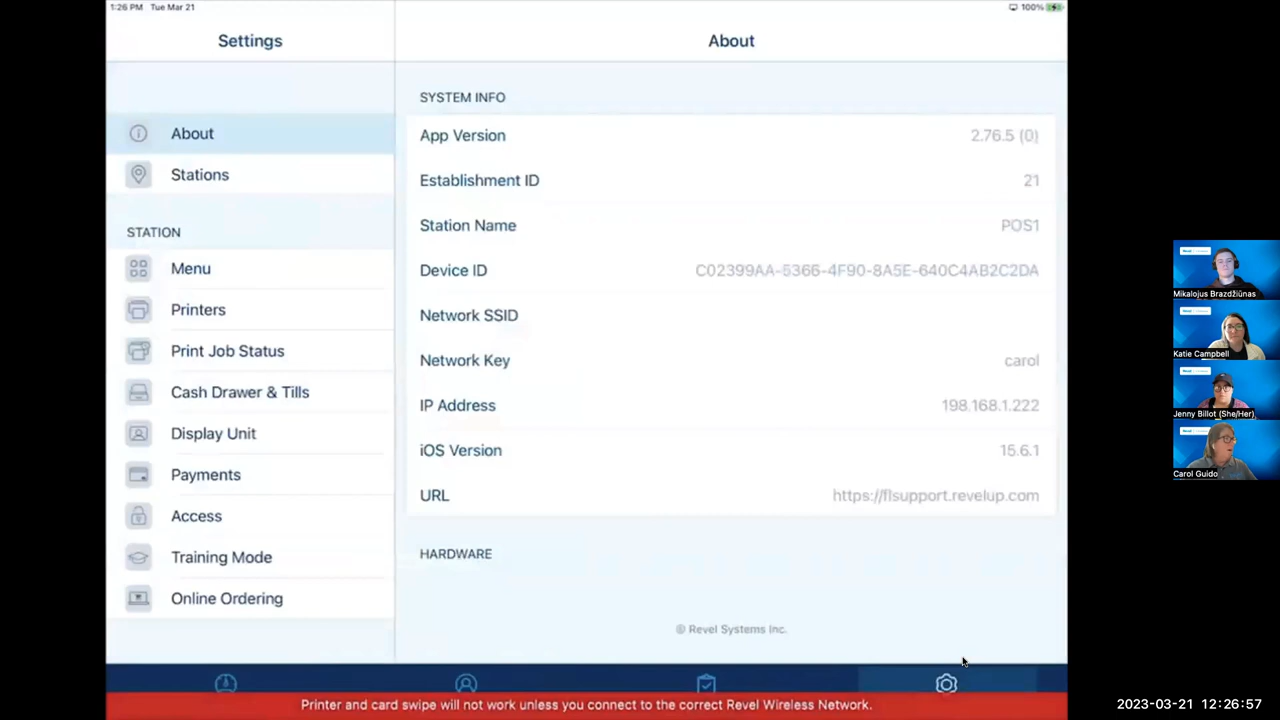 1:26 PM Tue Mar 21
100%
Settings
About
About
Stations
STATION
Menu
Printers
Print Job Status
Cash Drawer & Tills
Display Unit
Payments
Access
Training Mode
Online Ordering
SYSTEM INFO
App Version 2.76.5 (0)
Establishment ID 21
Station Name POS1
Device ID C02399AA-5366-4F90-8A5E-640C4AB2C2DA
Network SSID
Network Key carol
IP Address 198.168.1.222
iOS Version 15.6.1
URL https://flsupport.revelup.com
HARDWARE
© Revel Systems Inc.
Printer and card swipe will not work unless you connect to the correct Revel Wireless Network.
Mikalojus Brazdžiūnas
Katie Campbell
Jenny Billot (She/Her)
Carol Guido
2023-03-21 12:26:57